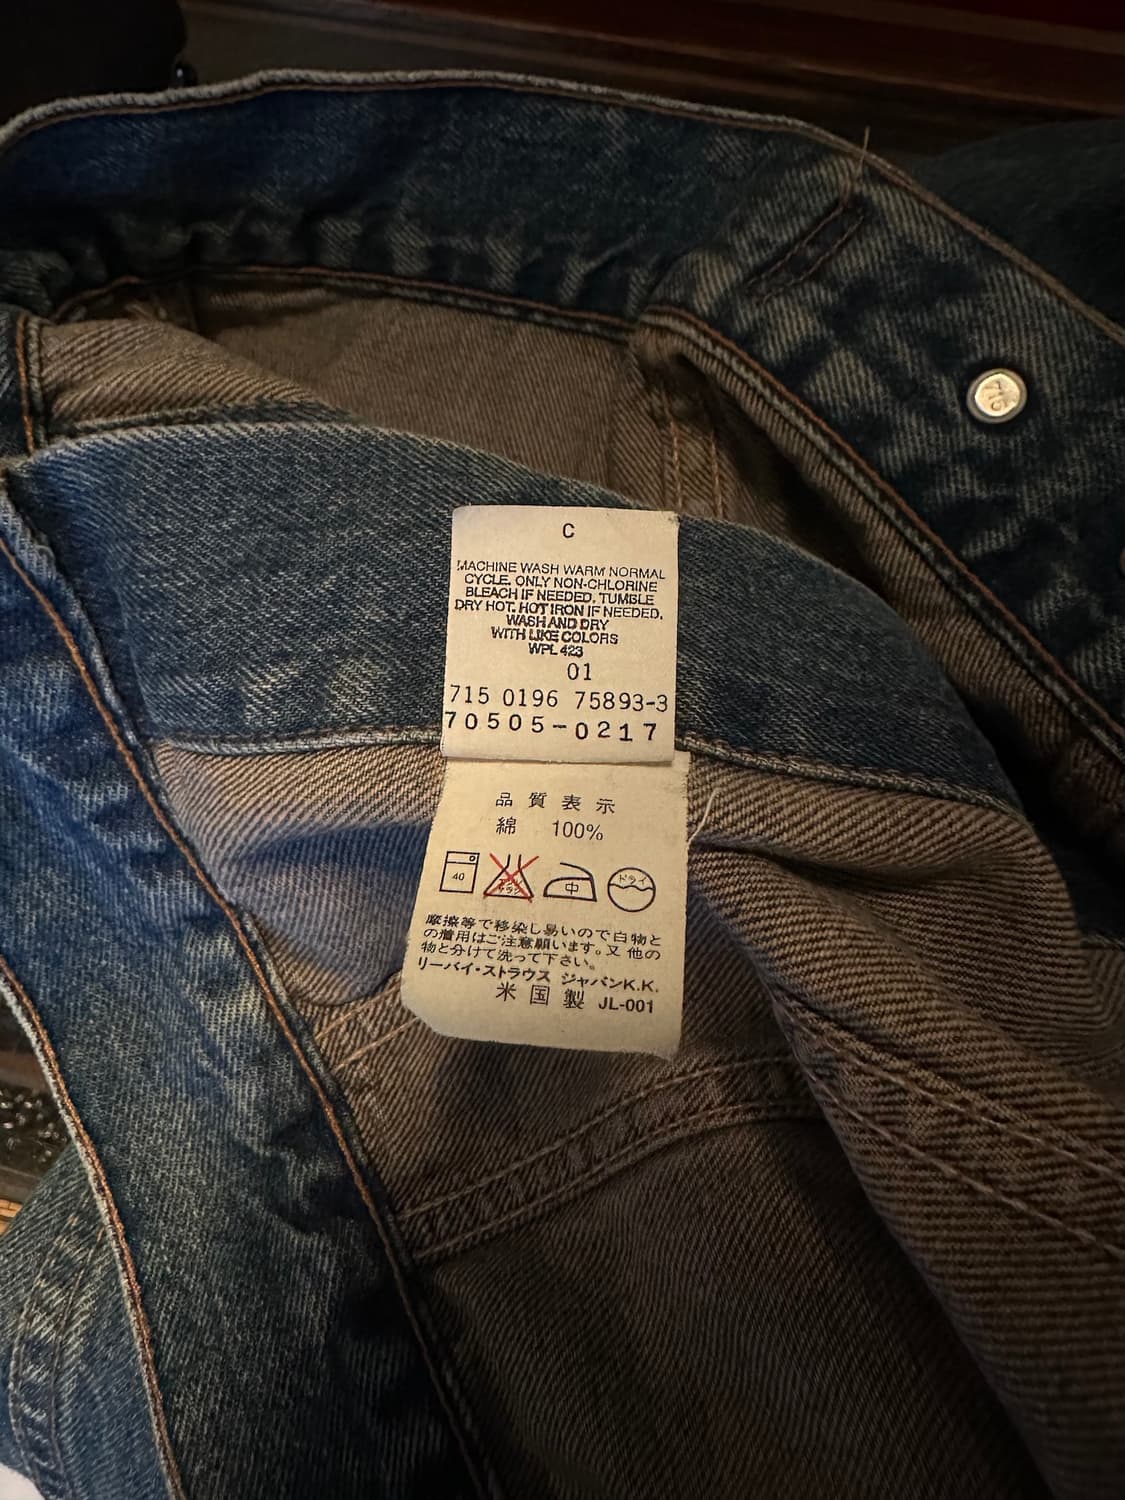 715
C
MACHINE WASH WARM NORMAL
CYCLE. ONLY NON-CHLORINE
BLEACH IF NEEDED. TUMBLE
DRY HOT. HOT IRON IF NEEDED.
WASH AND DRY
WITH LIKE COLORS
WPL 423
01
715 0196 75893-3
70505-0217
品質表示
綿 100%
40 中 ドライ
摩擦等で移染し易いので白物と
の着用はご注意願います。又他の
物と分けて洗って下さい。
リーバイ・ストラウス ジャパンK.K.
米国製 JL-001